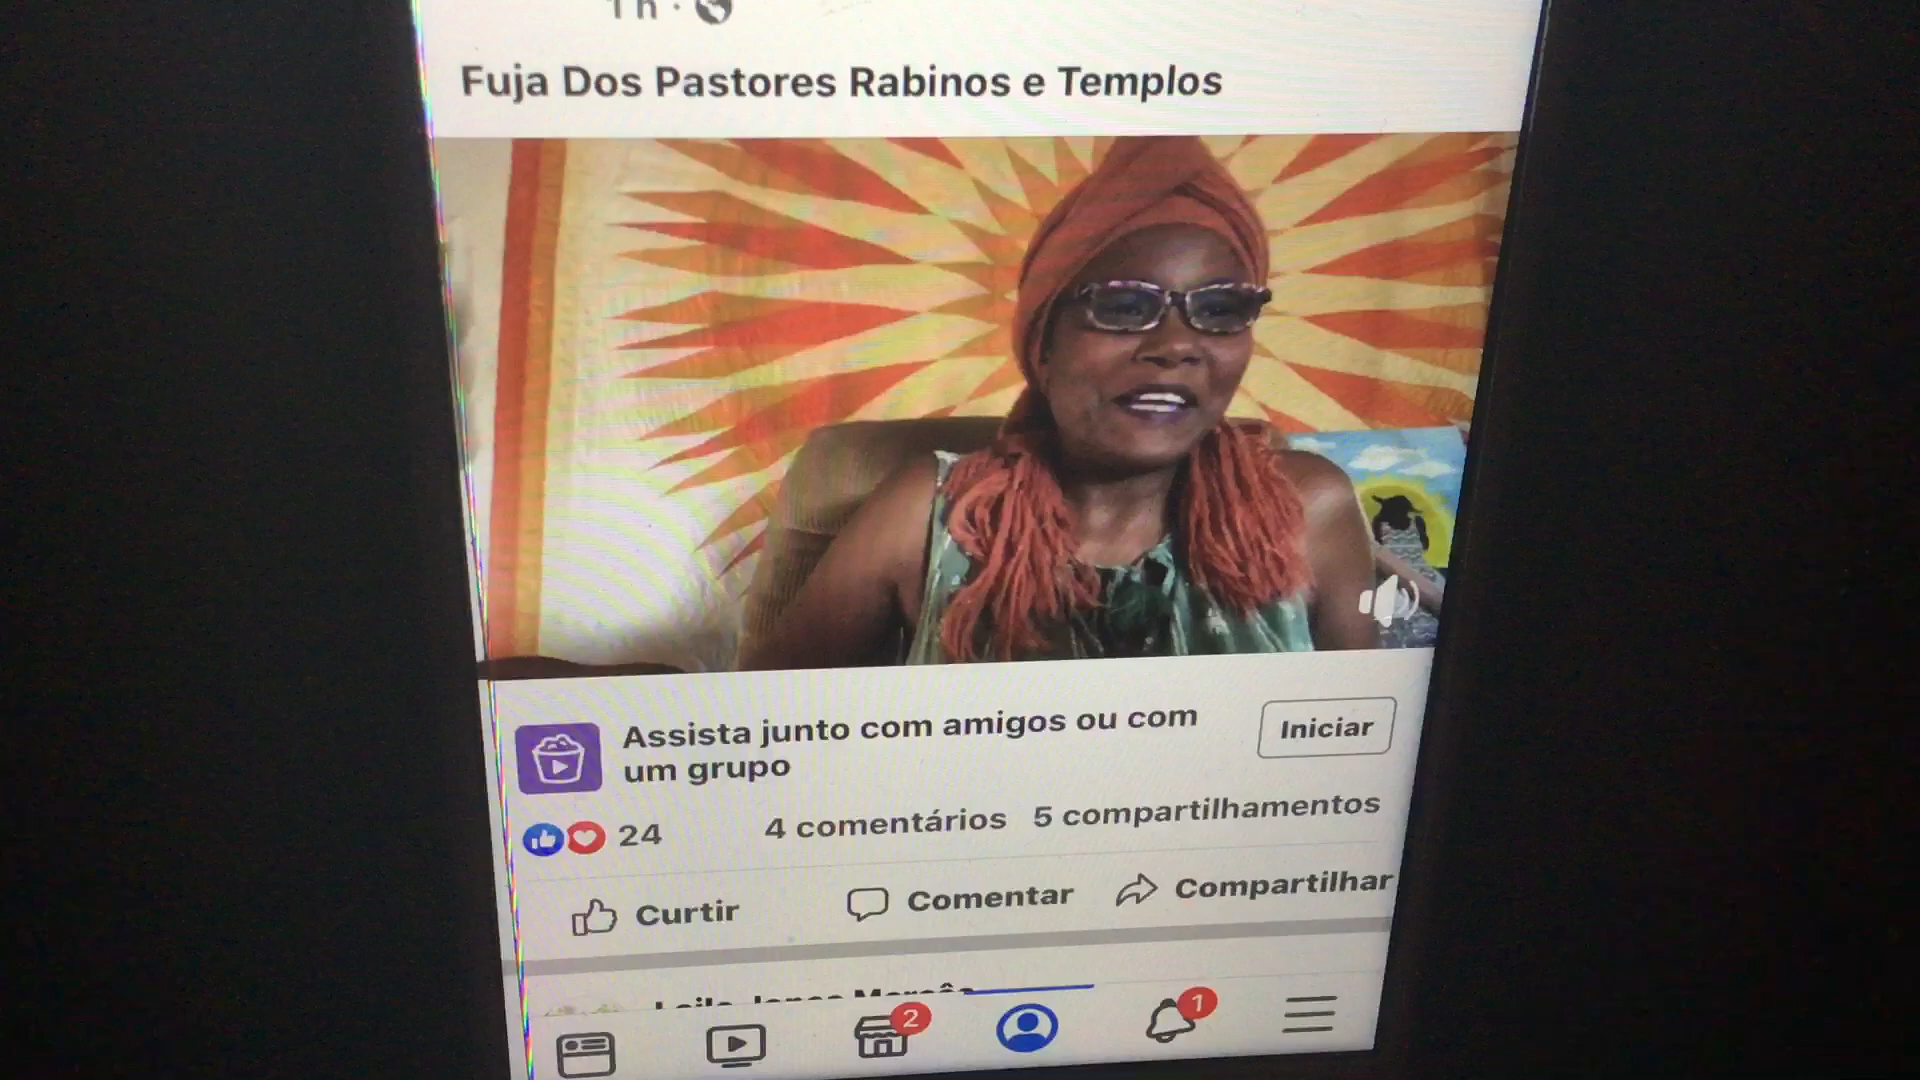 1 h ·
Fuja Dos Pastores Rabinos e Templos
Assista junto com amigos ou com
um grupo
Iniciar
24
4 comentários
5 compartilhamentos
Curtir
Comentar
Compartilhar
2
1